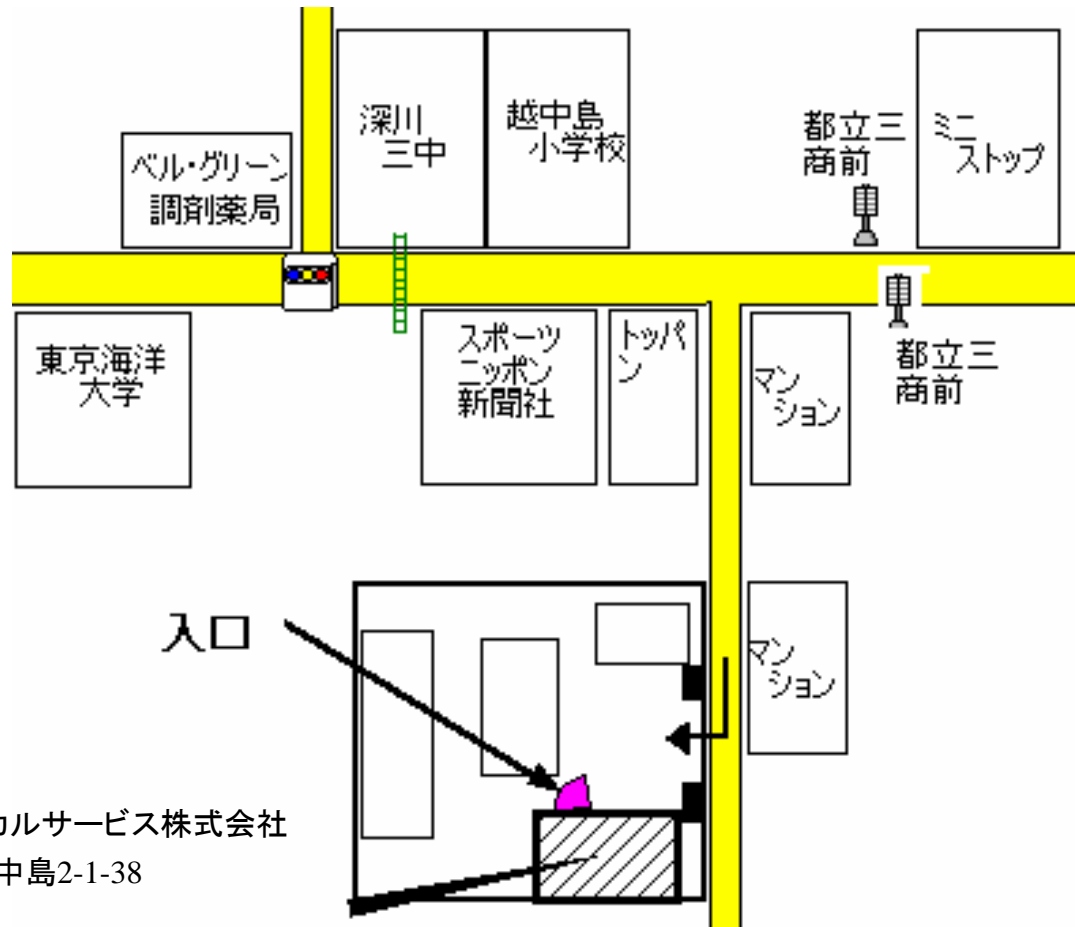 深川
三中
越中島
小学校
都立三
商前
ミニ
ストップ
ベル・グリーン
調剤薬局
東京海洋
大学
スポーツ
ニッポン
新聞社
トッパ
ン
マン
ション
都立三
商前
入口
マン
ション
カルサービス株式会社
中島2-1-38